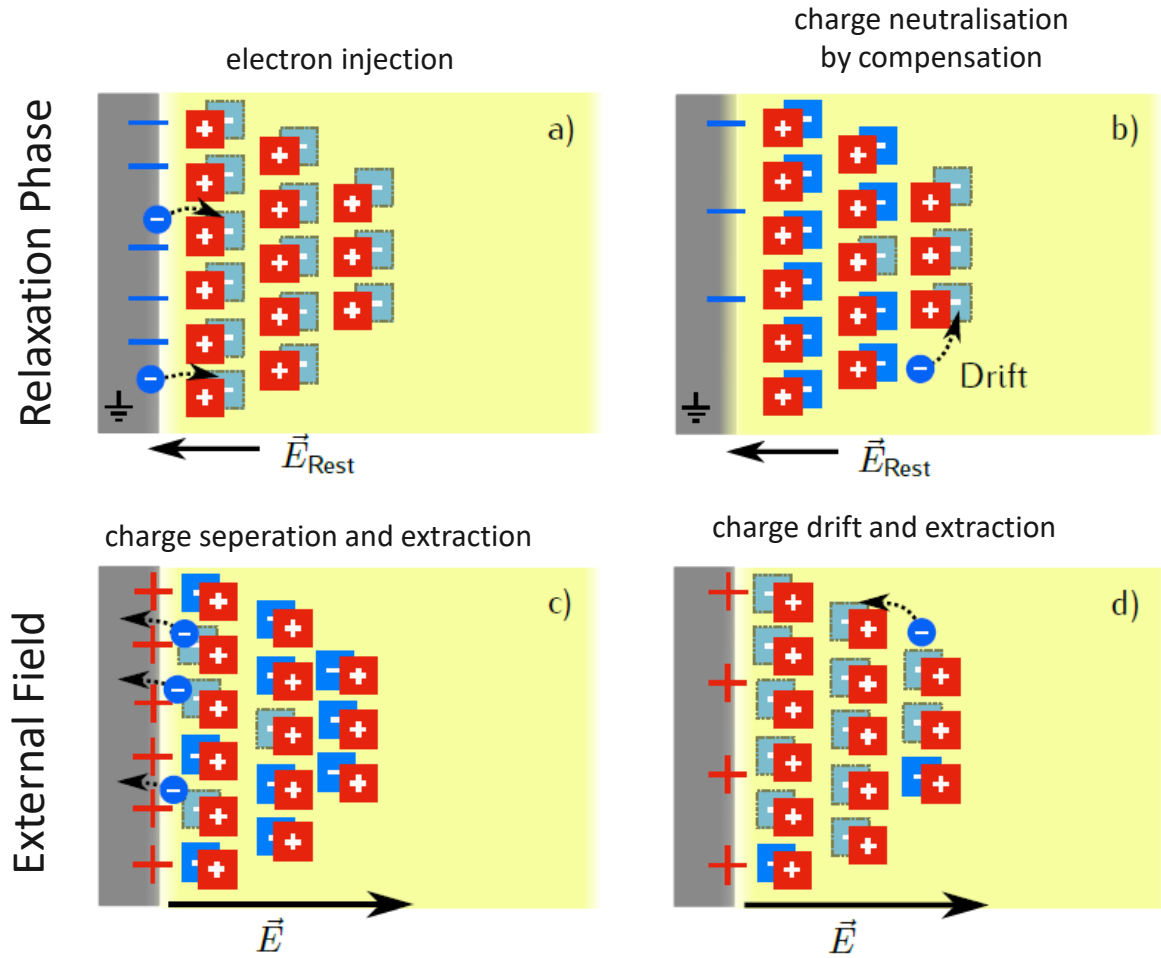 electron injection
charge neutralisation
by compensation
Relaxation Phase
a)
b)
Drift
E⃗Rest
E⃗Rest
charge seperation and extraction
charge drift and extraction
External Field
c)
d)
E⃗
E⃗